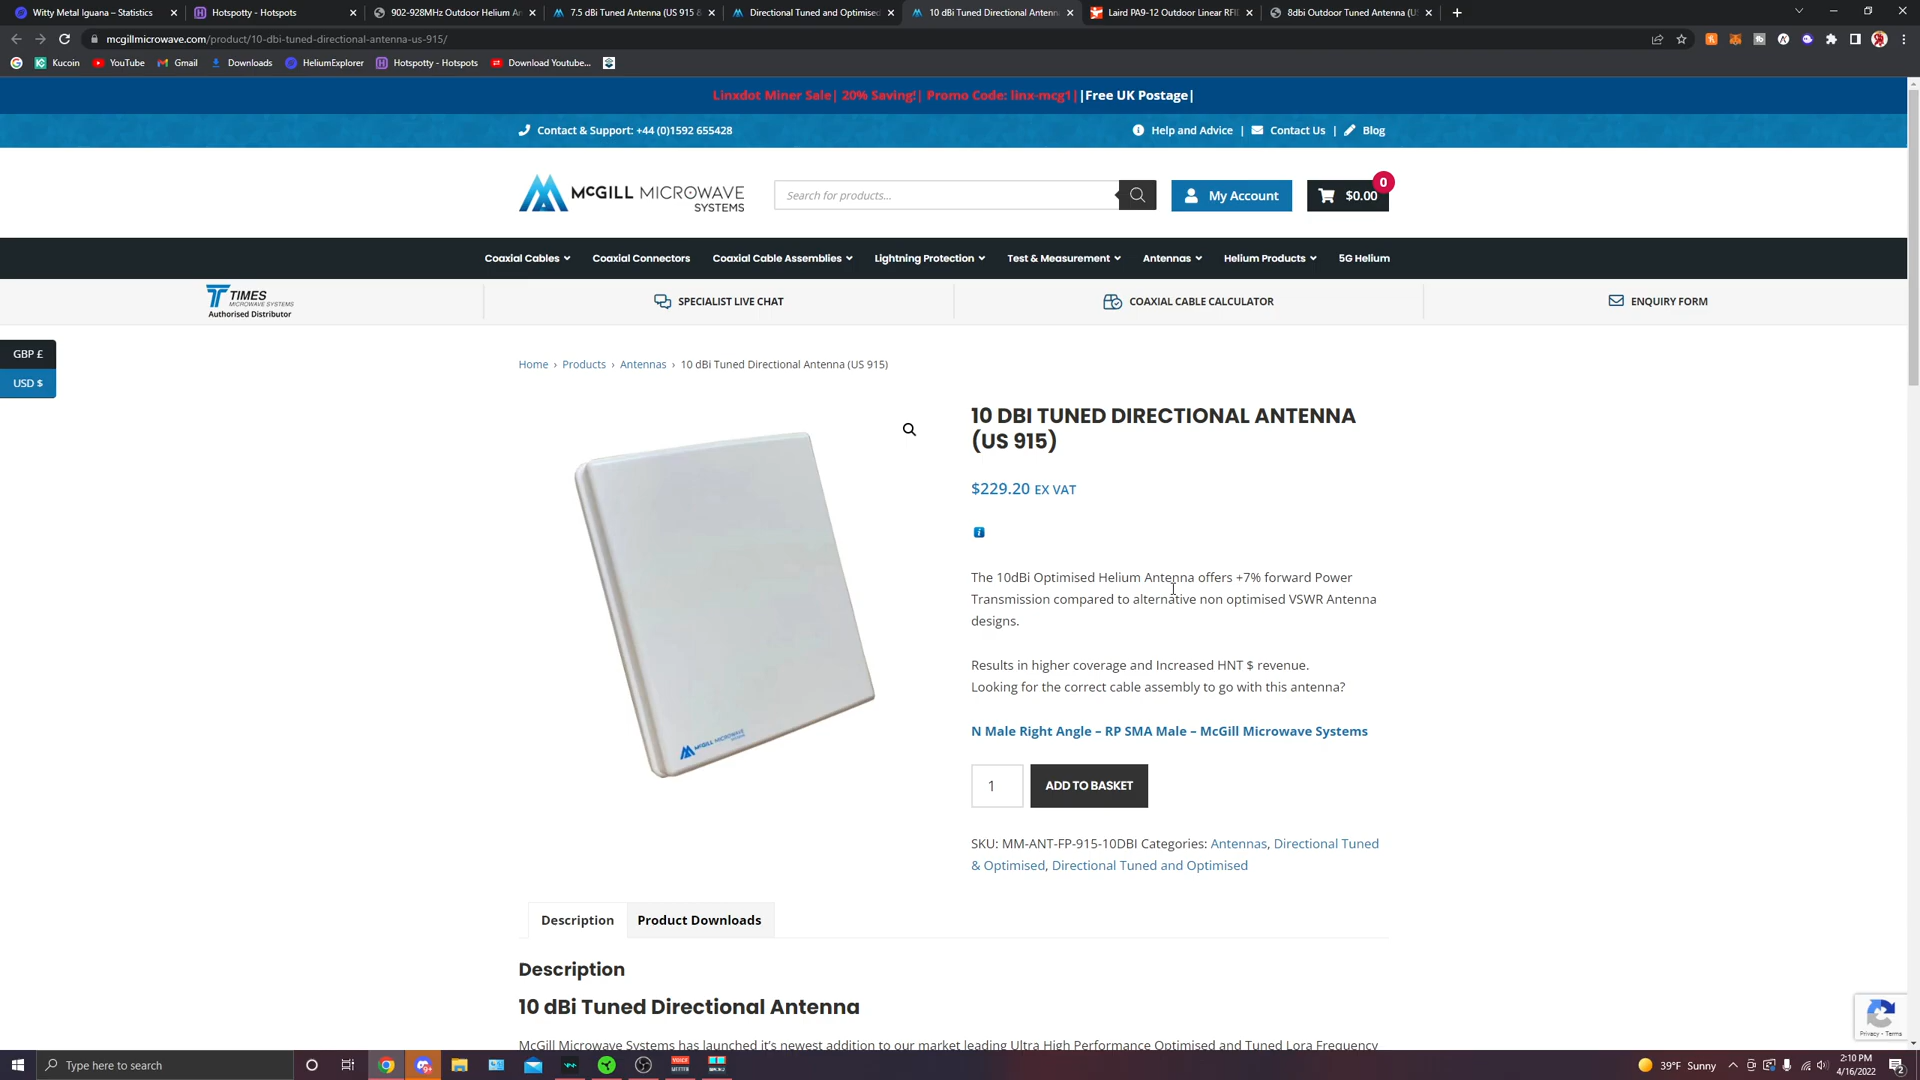 Witty Metal Iguana – Statistics
Hotspotty - Hotspots
902-928MHz Outdoor Helium An
7.5 dBi Tuned Antenna (US 915 &
Directional Tuned and Optimised
10 dBi Tuned Directional Antenna
Laird PA9-12 Outdoor Linear RFID
8dbi Outdoor Tuned Antenna (US
mcgillmicrowave.com/product/10-dbi-tuned-directional-antenna-us-915/
Kucoin
YouTube
Gmail
Downloads
HeliumExplorer
Hotspotty - Hotspots
Download Youtube...
Linxdot Miner Sale| 20% Saving!| Promo Code: linx-mcg1| |Free UK Postage|
Contact & Support: +44 (0)1592 655428
Help and Advice | Contact Us | Blog
McGILL MICROWAVE
SYSTEMS
Search for products...
My Account
$0.00
0
Coaxial Cables
Coaxial Connectors
Coaxial Cable Assemblies
Lightning Protection
Test & Measurement
Antennas
Helium Products
5G Helium
TIMES
MICROWAVE SYSTEMS
Authorised Distributor
SPECIALIST LIVE CHAT
COAXIAL CABLE CALCULATOR
ENQUIRY FORM
GBP £
USD $
Home › Products › Antennas › 10 dBi Tuned Directional Antenna (US 915)
10 DBI TUNED DIRECTIONAL ANTENNA
(US 915)
$229.20 EX VAT
The 10dBi Optimised Helium Antenna offers +7% forward Power
Transmission compared to alternative non optimised VSWR Antenna
designs.
Results in higher coverage and Increased HNT $ revenue.
Looking for the correct cable assembly to go with this antenna?
N Male Right Angle – RP SMA Male – McGill Microwave Systems
1
ADD TO BASKET
SKU: MM-ANT-FP-915-10DBI Categories: Antennas, Directional Tuned
& Optimised, Directional Tuned and Optimised
McGILL MICROWAVE
Description
Product Downloads
Description
10 dBi Tuned Directional Antenna
McGill Microwave Systems has launched it's newest addition to our market leading Ultra High Performance Optimised and Tuned Lora Frequency
Privacy - Terms
Type here to search
39°F Sunny
2:10 PM
4/16/2022